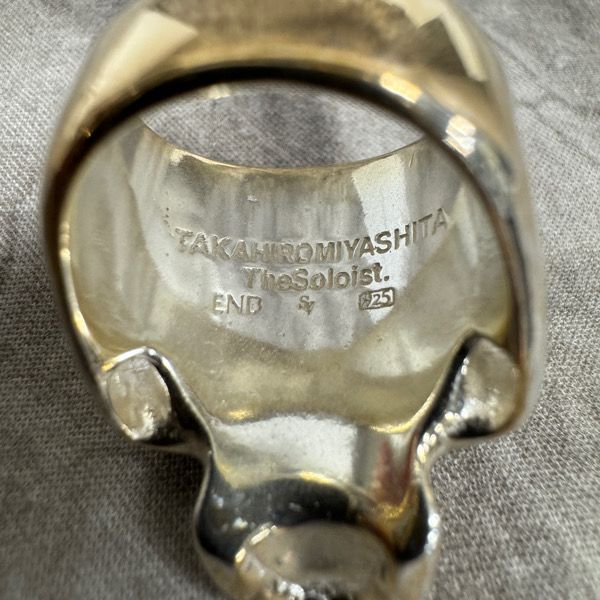 TAKAHIROMIYASHITA
TheSoloist.
END & 925